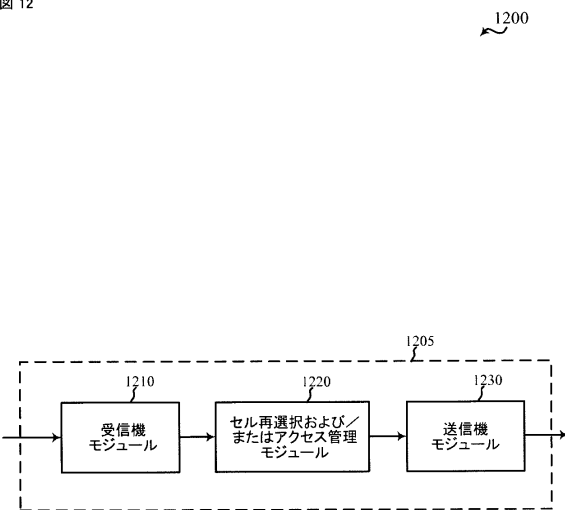 図 12
1200
1205
1210
1220
1230
受信機
モジュール
セル再選択および／
またはアクセス管理
モジュール
送信機
モジュール